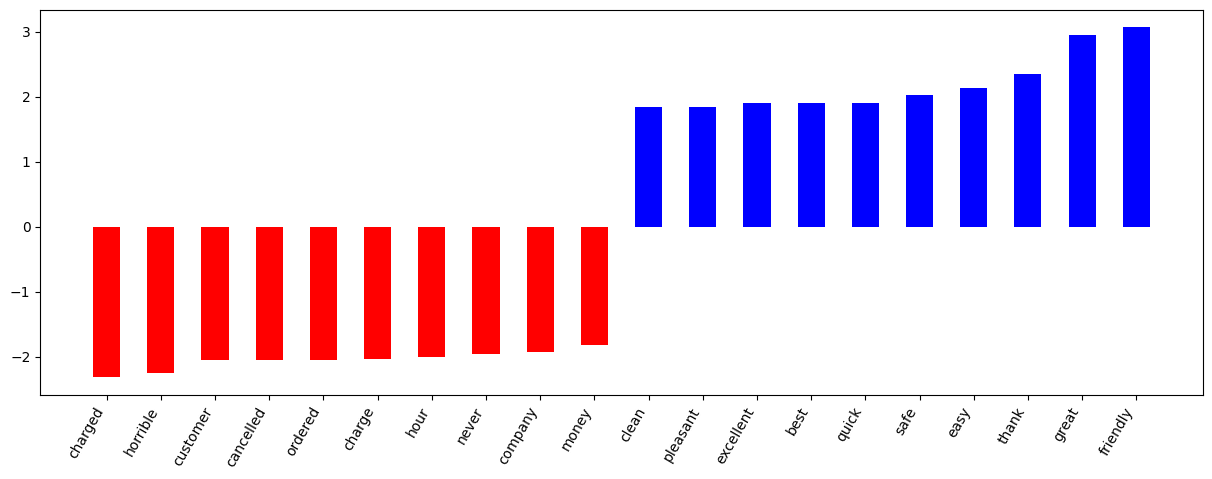 3
2
1
0
−1
−2
charged
horrible
customer
cancelled
ordered
charge
hour
never
company
money
clean
pleasant
excellent
best
quick
safe
easy
thank
great
friendly